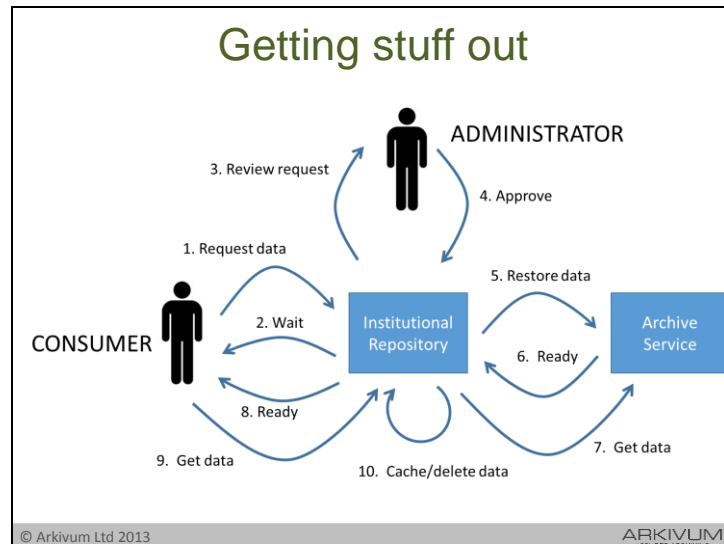 Getting stuff out
ADMINISTRATOR
3. Review request
4. Approve
1. Request data
5. Restore data
2. Wait
Institutional
Repository
Archive
Service
CONSUMER
6. Ready
8. Ready
7. Get data
9. Get data
10. Cache/delete data
© Arkivum Ltd 2013
ARKIVUM